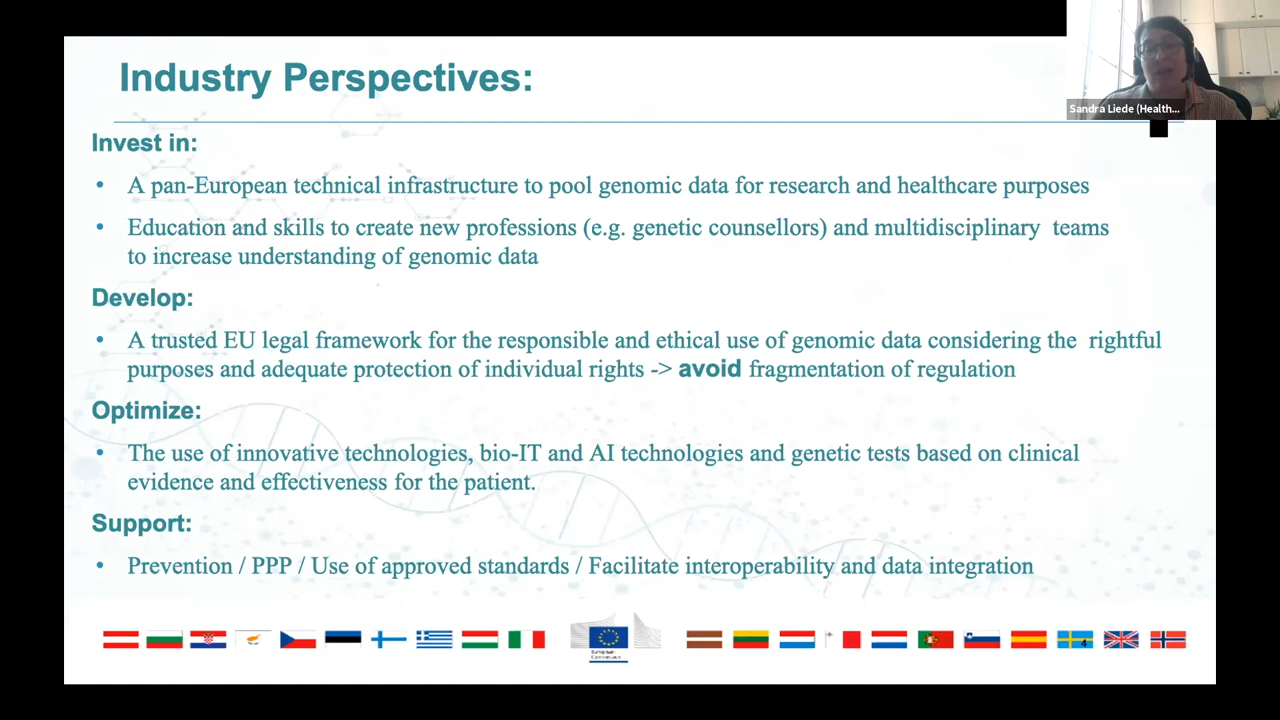 Industry Perspectives:
Sandra Liede (Health...
Invest in:
• A pan-European technical infrastructure to pool genomic data for research and healthcare purposes
• Education and skills to create new professions (e.g. genetic counsellors) and multidisciplinary teams
to increase understanding of genomic data
Develop:
• A trusted EU legal framework for the responsible and ethical use of genomic data considering the rightful
purposes and adequate protection of individual rights -> avoid fragmentation of regulation
Optimize:
• The use of innovative technologies, bio-IT and AI technologies and genetic tests based on clinical
evidence and effectiveness for the patient.
Support:
• Prevention / PPP / Use of approved standards / Facilitate interoperability and data integration
European
Commission
4